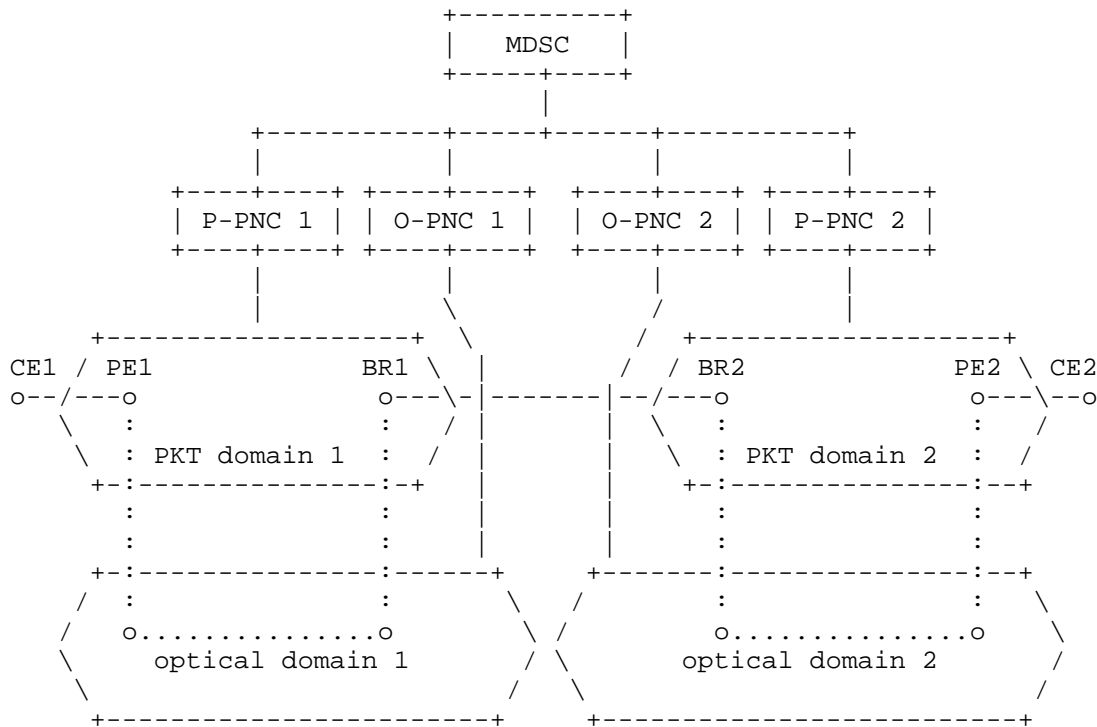 MDSC
P-PNC 1 O-PNC 1 O-PNC 2 P-PNC 2
CE1 PE1 BR1 BR2 PE2 CE2
PKT domain 1 PKT domain 2
optical domain 1 optical domain 2